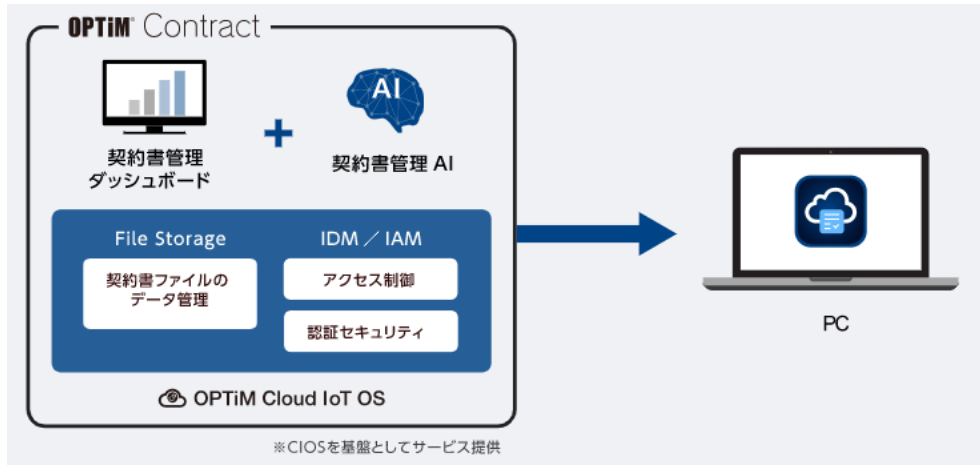 OPTiM Contract
AI
契約書管理
ダッシュボード
+
契約書管理 AI
File Storage
契約書ファイルの
データ管理
IDM ／ IAM
アクセス制御
認証セキュリティ
OPTiM Cloud IoT OS
※CIOSを基盤としてサービス提供
PC